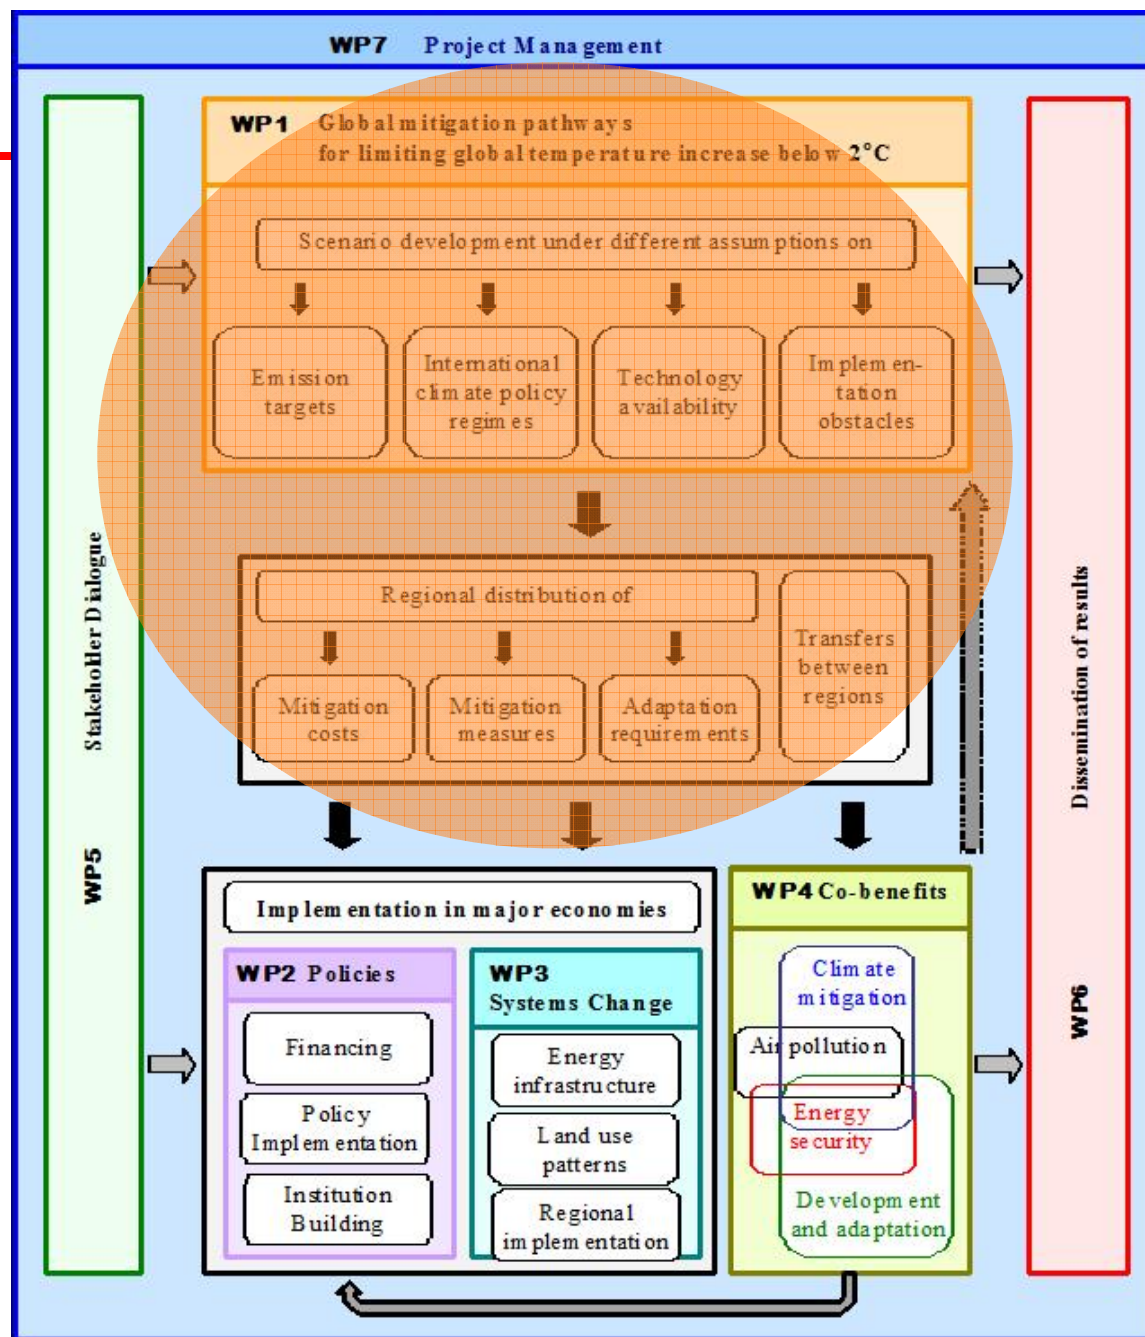 WP7 Project Management
WP1 Global mitigation pathways
for limiting global temperature increase below 2°C
Scenario development under different assumptions on
Emission
targets
International
climate policy
regimes
Technology
availability
Implemen-
tation
obstacles
Regional distribution of
Mitigation
costs
Mitigation
measures
Adaptation
requirements
Transfers
between
regions
WP5 Stakeholder Dialogue
WP6 Dissemination of results
Implementation in major economies
WP2 Policies
Financing
Policy
Implementation
Institution
Building
WP3
Systems Change
Energy
infrastructure
Land use
patterns
Regional
implementation
WP4 Co-benefits
Climate
mitigation
Air pollution
Energy
security
Development
and adaptation